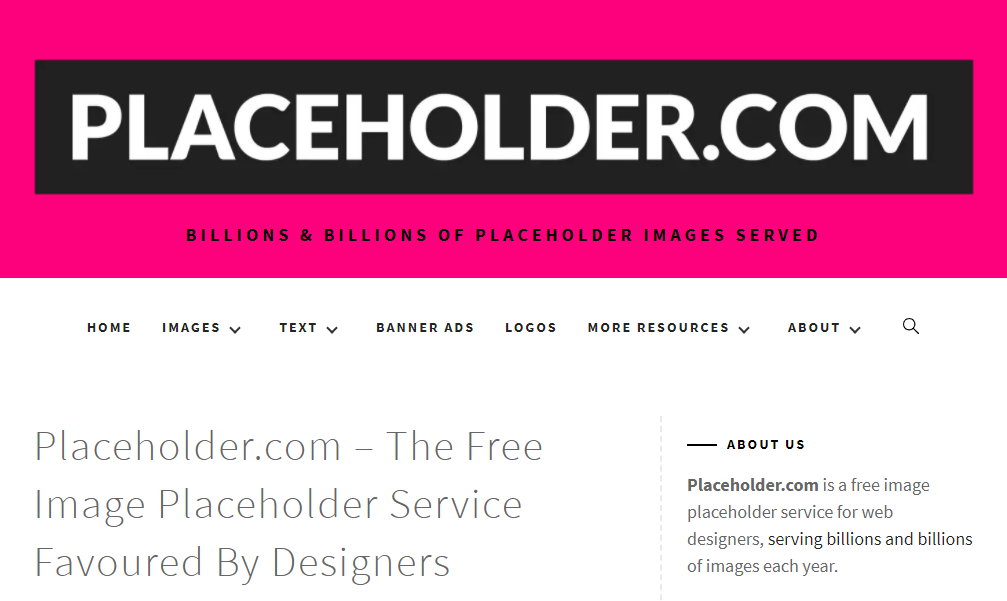 PLACEHOLDER.COM
BILLIONS & BILLIONS OF PLACEHOLDER IMAGES SERVED
HOME IMAGES TEXT BANNER ADS LOGOS MORE RESOURCES ABOUT
Placeholder.com – The Free
Image Placeholder Service
Favoured By Designers
ABOUT US
Placeholder.com is a free image
placeholder service for web
designers, serving billions and billions
of images each year.